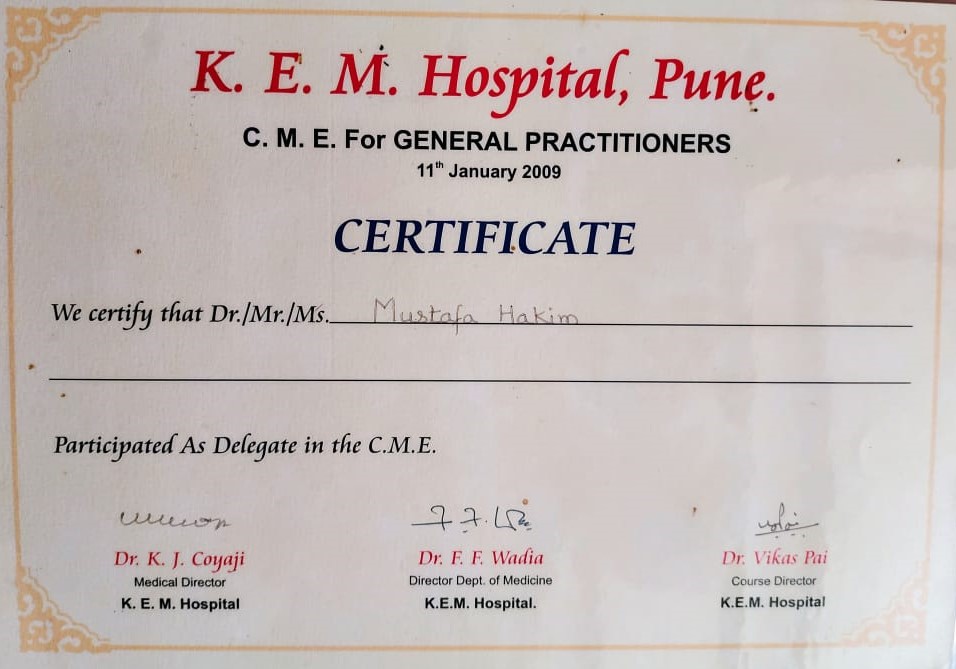 K. E. M. Hospital, Pune.
C. M. E. For GENERAL PRACTITIONERS
11th January 2009
CERTIFICATE
We certify that Dr./Mr./Ms. Mustafa Hakim
Participated As Delegate in the C.M.E.
Dr. K. J. Coyaji
Medical Director
K. E. M. Hospital
Dr. F. F. Wadia
Director Dept. of Medicine
K.E.M. Hospital.
Dr. Vikas Pai
Course Director
K.E.M. Hospital